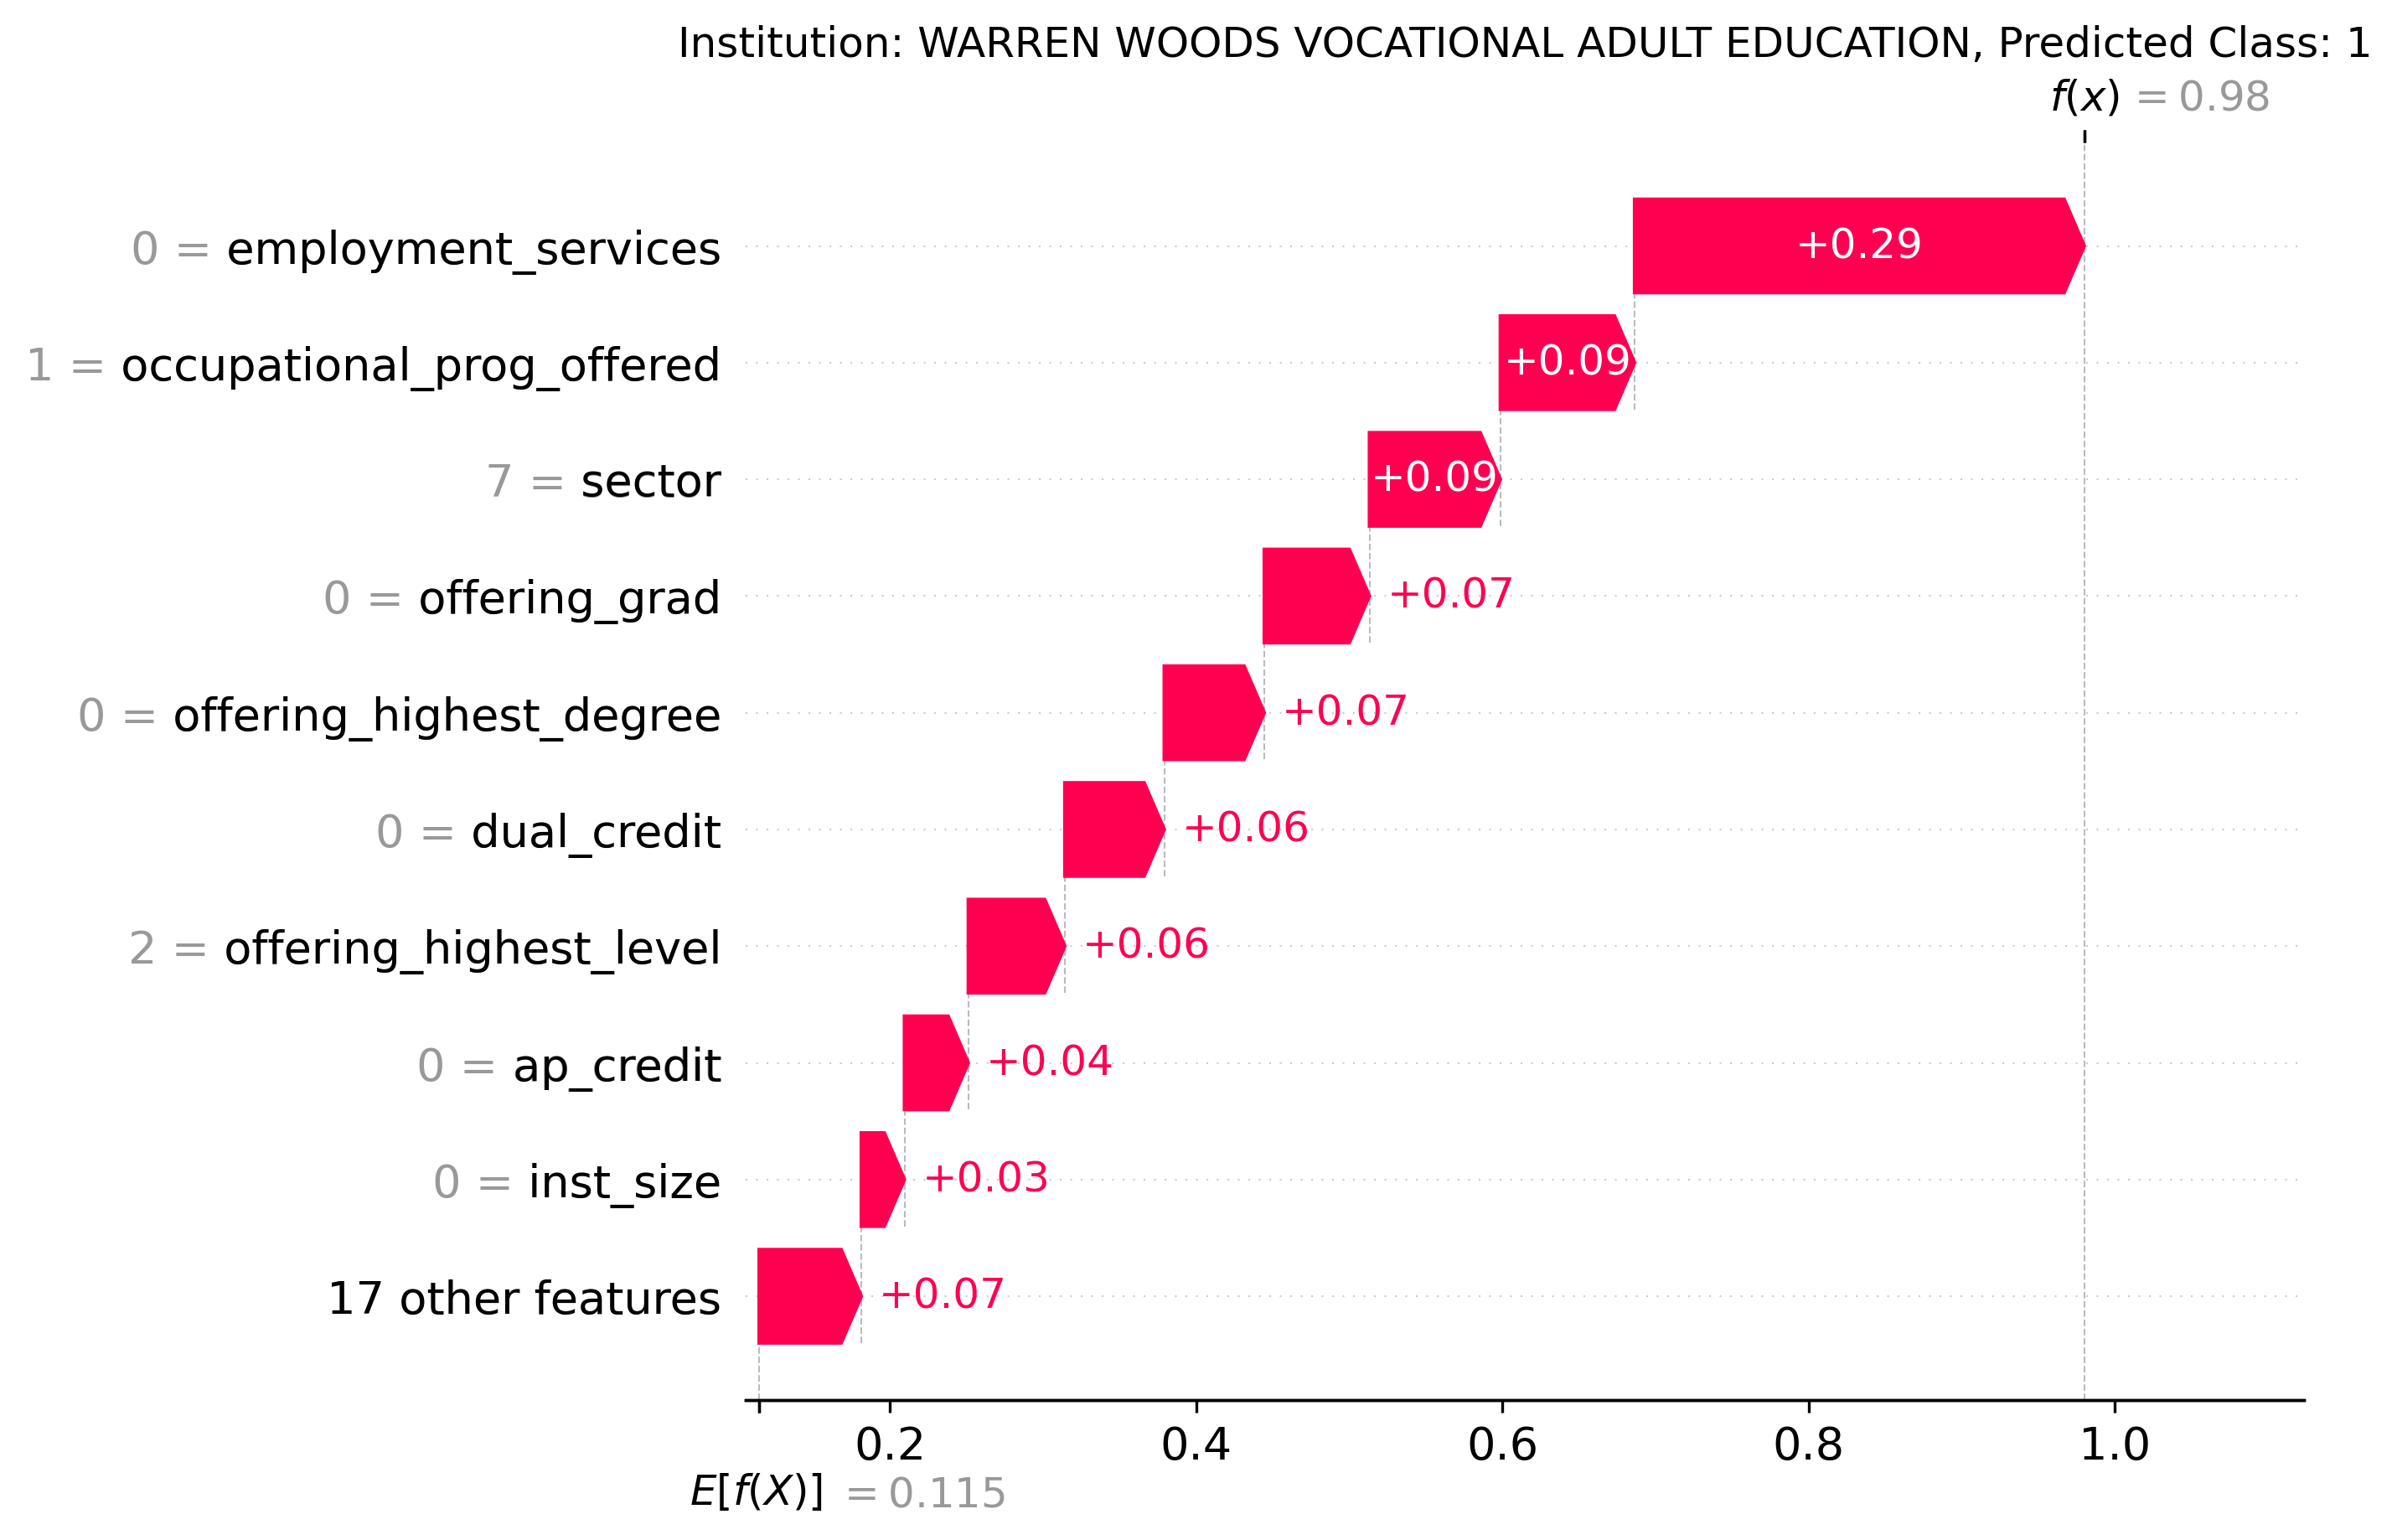 Institution: WARREN WOODS VOCATIONAL ADULT EDUCATION, Predicted Class: 1
f(x) = 0.98
0 = employment_services +0.29
1 = occupational_prog_offered +0.09
7 = sector +0.09
0 = offering_grad +0.07
0 = offering_highest_degree +0.07
0 = dual_credit +0.06
2 = offering_highest_level +0.06
0 = ap_credit +0.04
0 = inst_size +0.03
17 other features +0.07
0.2 0.4 0.6 0.8 1.0
E[f(X)] = 0.115